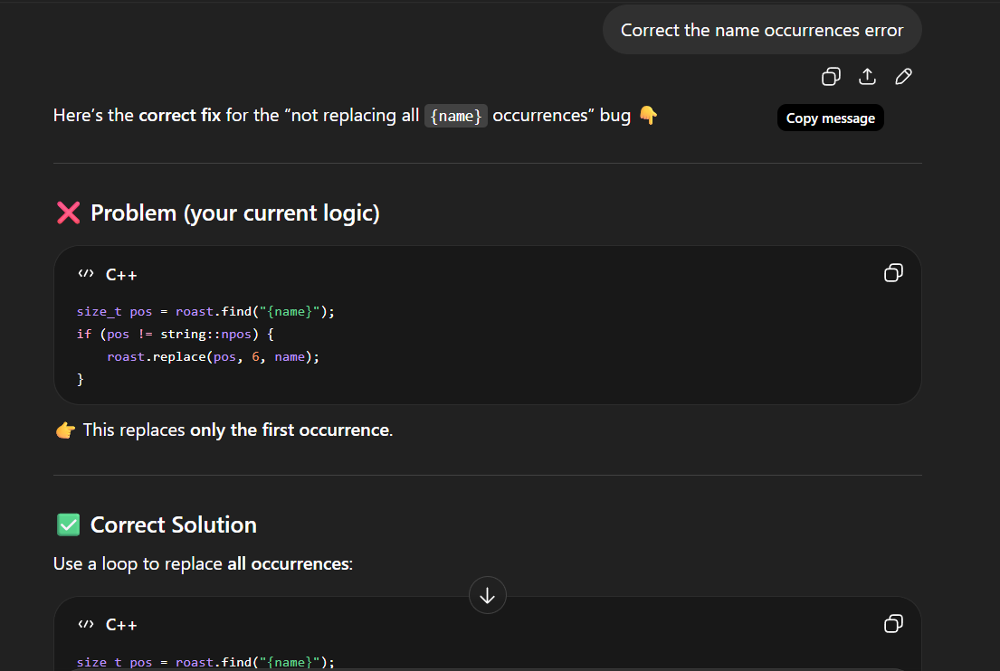 Correct the name occurrences error
Here’s the correct fix for the “not replacing all {name} occurrences” bug 👇
Copy message
❌ Problem (your current logic)
C++
size_t pos = roast.find("{name}");
if (pos != string::npos) {
    roast.replace(pos, 6, name);
}
👉 This replaces only the first occurrence.
✅ Correct Solution
Use a loop to replace all occurrences:
C++
size_t pos = roast.find("{name}");